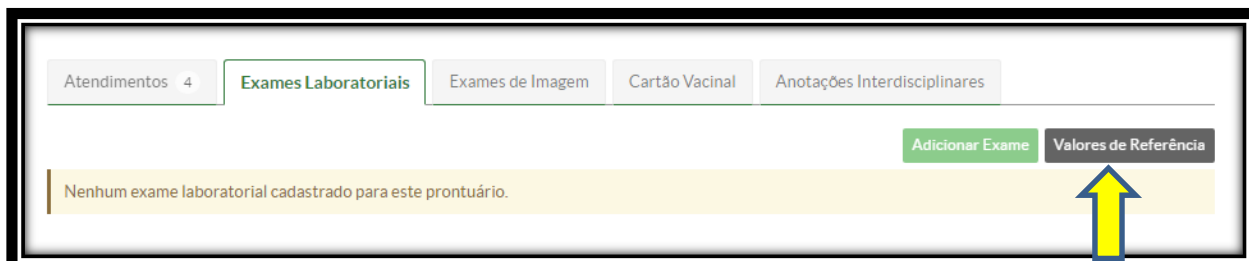 Atendimentos 4 Exames Laboratoriais Exames de Imagem Cartão Vacinal Anotações Interdisciplinares
Adicionar Exame Valores de Referência
Nenhum exame laboratorial cadastrado para este prontuário.